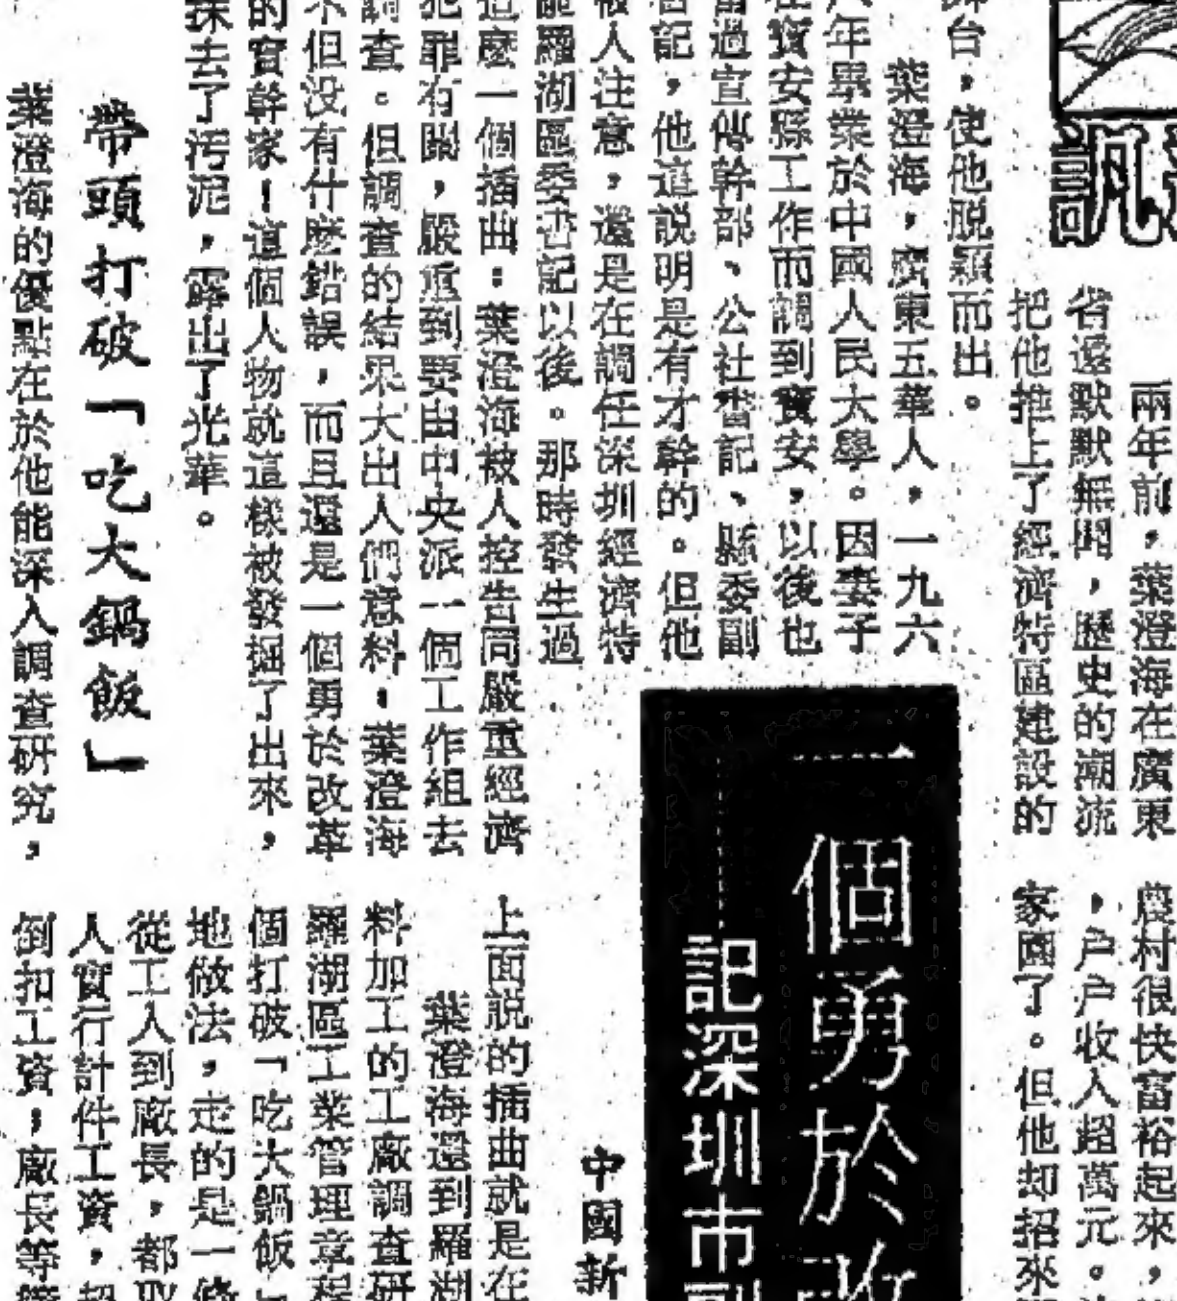 訊
兩年前，葉澄海在廣東
省還默默無聞，歷史的潮流
把他推上了經濟特區建設的
台，使他脱穎而出。
葉澄海，廣東五華人，一九六
年畢業於中國人民大學。因妻子
在寶安縣工作而調到寶安，以後也
當過宣傳幹部、公社書記、縣委副
書記，他這説明是有才幹的。但他
被人注意，還是在調任深圳經濟特
區羅湖區委書記以後。那時發生過
這麼一個插曲：葉澄海被人控告同嚴重經濟
犯罪有關，嚴重到要由中央派一個工作組去
調查。但調查的結果大出人們意料：葉澄海
不但没有什麽錯誤，而且還是一個勇於改革
的實幹家！這個人物就這樣被發掘了出來，
抹去了污泥，露出了光華。
帶頭打破「吃大鍋飯」
葉澄海的優點在於他能深入調查研究，
農村很快富裕起來，
，户户收入超萬元。
家園了。但他却招來
一個勇於改
記深圳市副
中國新
上面説的插曲就是在
葉澄海還到羅湖
料加工的工廠調查研
羅湖區工業管理章程
個打破「吃大鍋飯」
地做法，走的是一條
從工人到廠長，都取
人實行計件工資，超
倒扣工資；廠長等